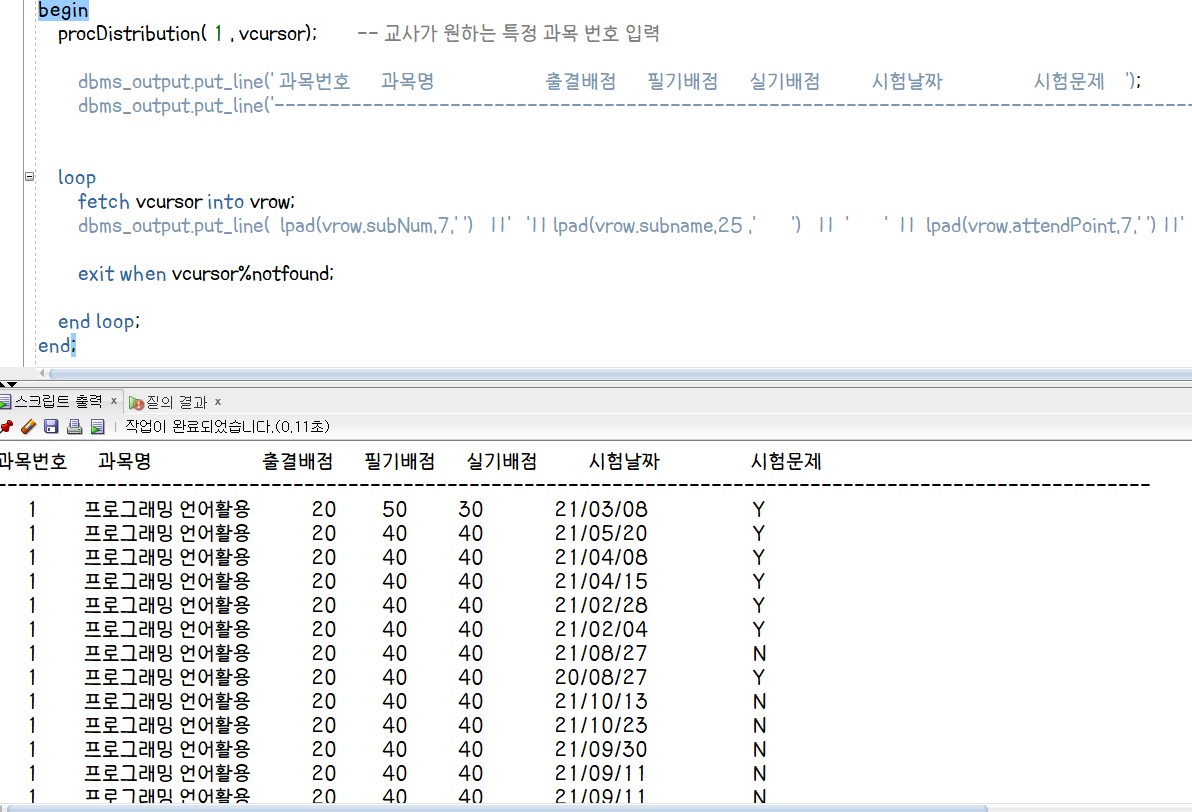 begin
procDistribution( 1 , vcursor); -- 교사가 원하는 특정 과목 번호 입력
dbms_output.put_line(' 과목번호 과목명 출결배점 필기배점 실기배점 시험날짜 시험문제 ');
dbms_output.put_line('---------------------------------------------------------------------------------------------
loop
fetch vcursor into vrow;
dbms_output.put_line( lpad(vrow.subNum,7,' ') ||' '|| lpad(vrow.subname,25 ,' ') || ' ' || lpad(vrow.attendPoint,7,' ') ||'
exit when vcursor%notfound;
end loop;
end;
스크립트 출력 x 질의 결과 x
작업이 완료되었습니다.(0.11초)
과목번호 과목명 출결배점 필기배점 실기배점 시험날짜 시험문제
-----------------------------------------------------------------------------------------------------------------
1 프로그래밍 언어활용 20 50 30 21/03/08 Y
1 프로그래밍 언어활용 20 40 40 21/05/20 Y
1 프로그래밍 언어활용 20 40 40 21/04/08 Y
1 프로그래밍 언어활용 20 40 40 21/04/15 Y
1 프로그래밍 언어활용 20 40 40 21/02/28 Y
1 프로그래밍 언어활용 20 40 40 21/02/04 Y
1 프로그래밍 언어활용 20 40 40 21/08/27 N
1 프로그래밍 언어활용 20 40 40 20/08/27 Y
1 프로그래밍 언어활용 20 40 40 21/10/13 N
1 프로그래밍 언어활용 20 40 40 21/10/23 N
1 프로그래밍 언어활용 20 40 40 21/09/30 N
1 프로그래밍 언어활용 20 40 40 21/09/11 N
1 프로그래밍 언어활용 20 40 40 21/09/11 N